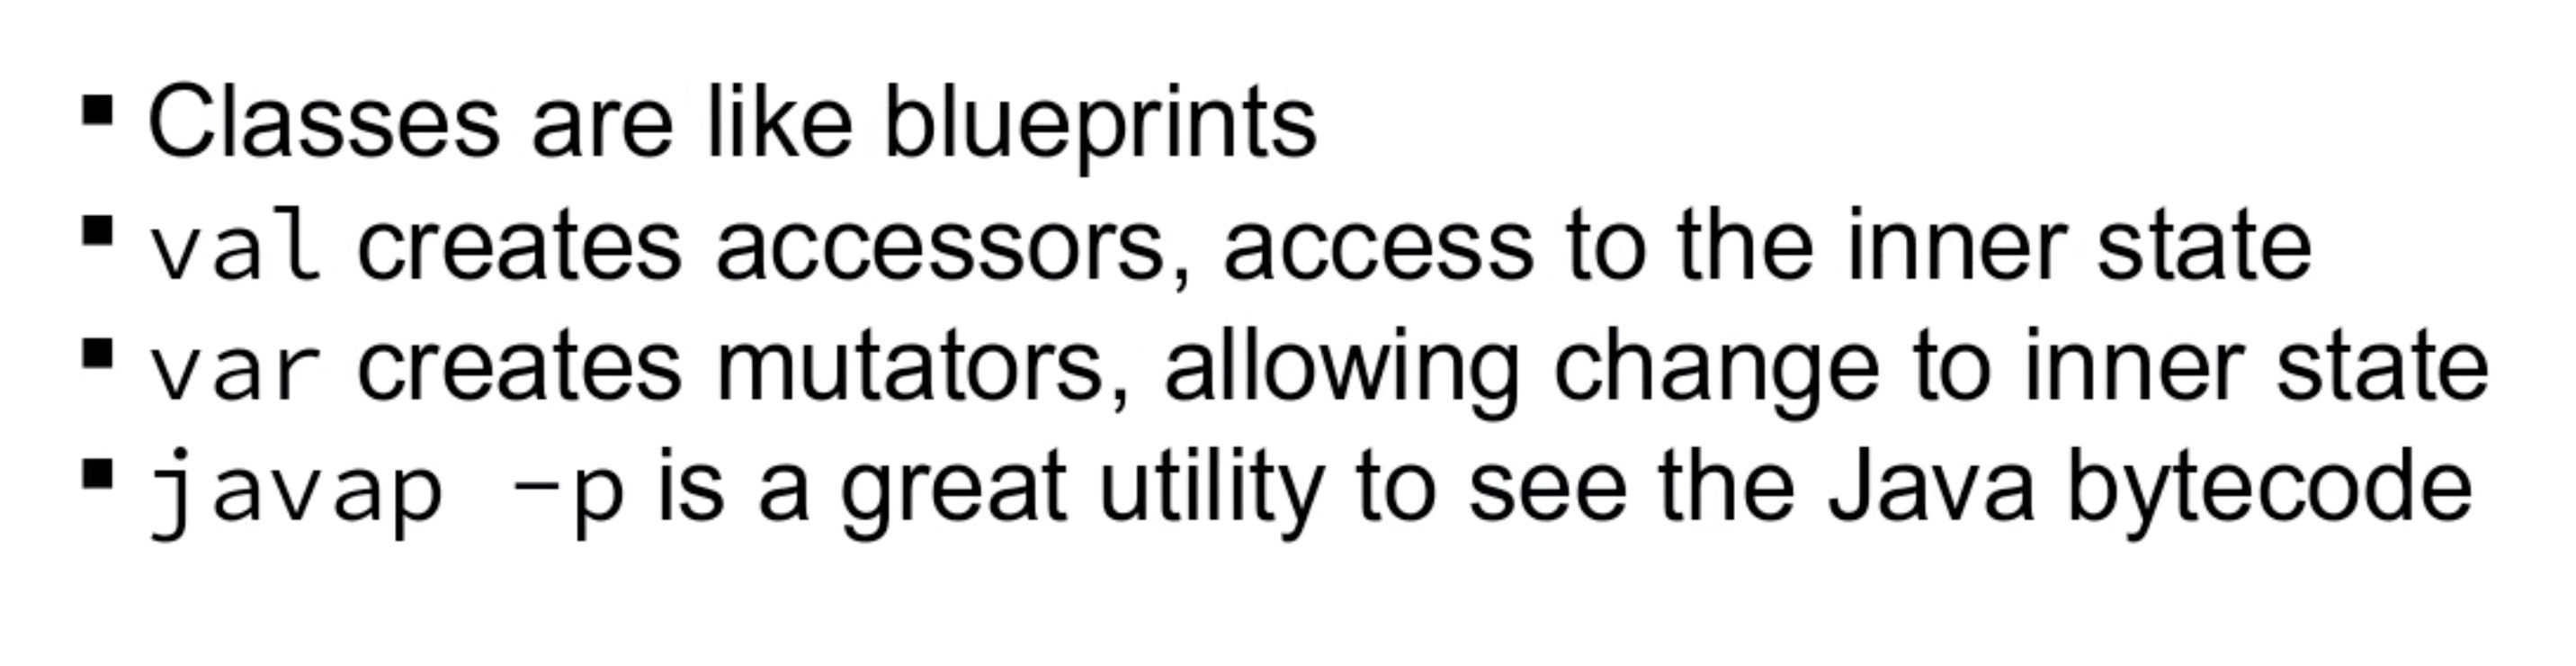 ▪ Classes are like blueprints
▪ val creates accessors, access to the inner state
▪ var creates mutators, allowing change to inner state
▪ javap -p is a great utility to see the Java bytecode